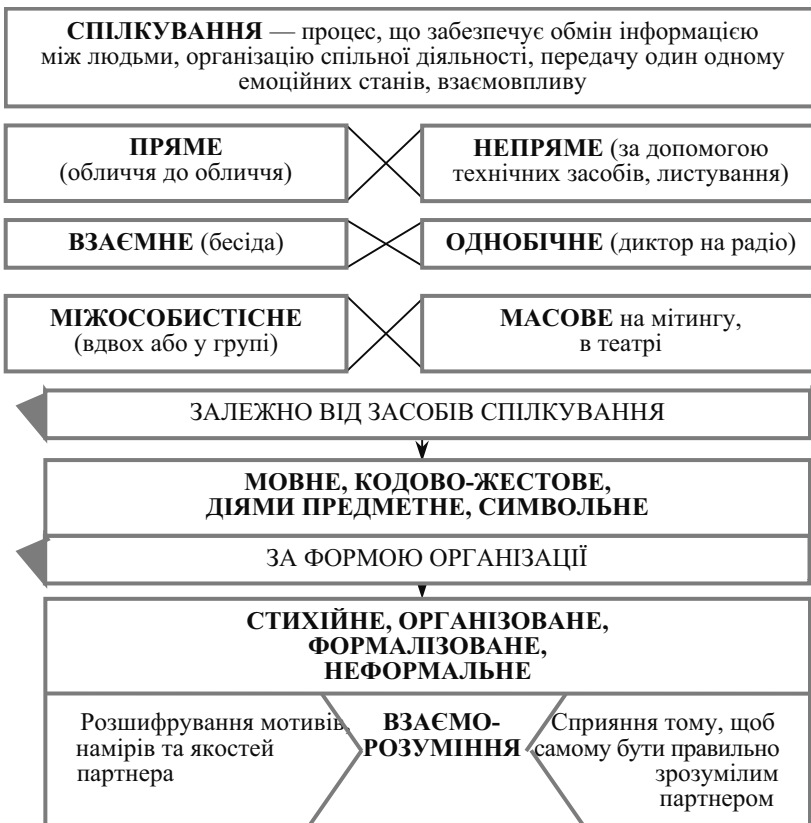 СПІЛКУВАННЯ — процес, що забезпечує обмін інформацією
між людьми, організацію спільної діяльності, передачу один одному
емоційних станів, взаємовпливу
ПРЯМЕ
(обличчя до обличчя)
НЕПРЯМЕ (за допомогою
технічних засобів, листування)
ВЗАЄМНЕ (бесіда)
ОДНОБІЧНЕ (диктор на радіо)
МІЖОСОБИСТІСНЕ
(вдвох або у групі)
МАСОВЕ на мітингу,
в театрі
ЗАЛЕЖНО ВІД ЗАСОБІВ СПІЛКУВАННЯ
МОВНЕ, КОДОВО-ЖЕСТОВЕ,
ДІЯМИ ПРЕДМЕТНЕ, СИМВОЛЬНЕ
ЗА ФОРМОЮ ОРГАНІЗАЦІЇ
СТИХІЙНЕ, ОРГАНІЗОВАНЕ,
ФОРМАЛІЗОВАНЕ,
НЕФОРМАЛЬНЕ
Розшифрування мотивів,
намірів та якостей
партнера
ВЗАЄМО-
РОЗУМІННЯ
Сприяння тому, щоб
самому бути правильно
зрозумілим
партнером